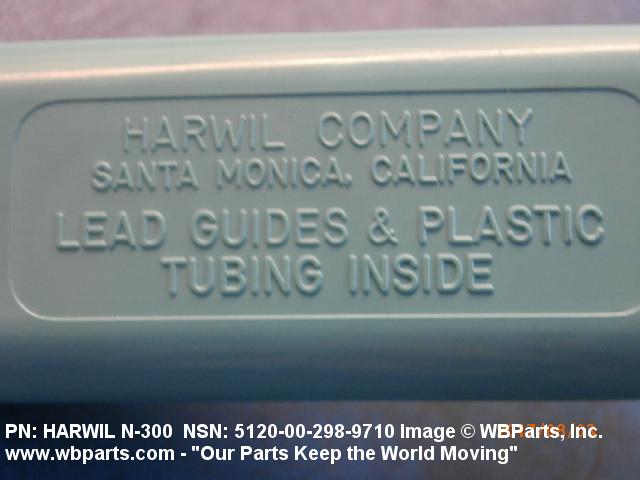 HARWIL COMPANY
SANTA MONICA, CALIFORNIA
LEAD GUIDES & PLASTIC
TUBING INSIDE
PN: HARWIL N-300 NSN: 5120-00-298-9710 Image © WBParts, Inc.
www.wbparts.com - "Our Parts Keep the World Moving"